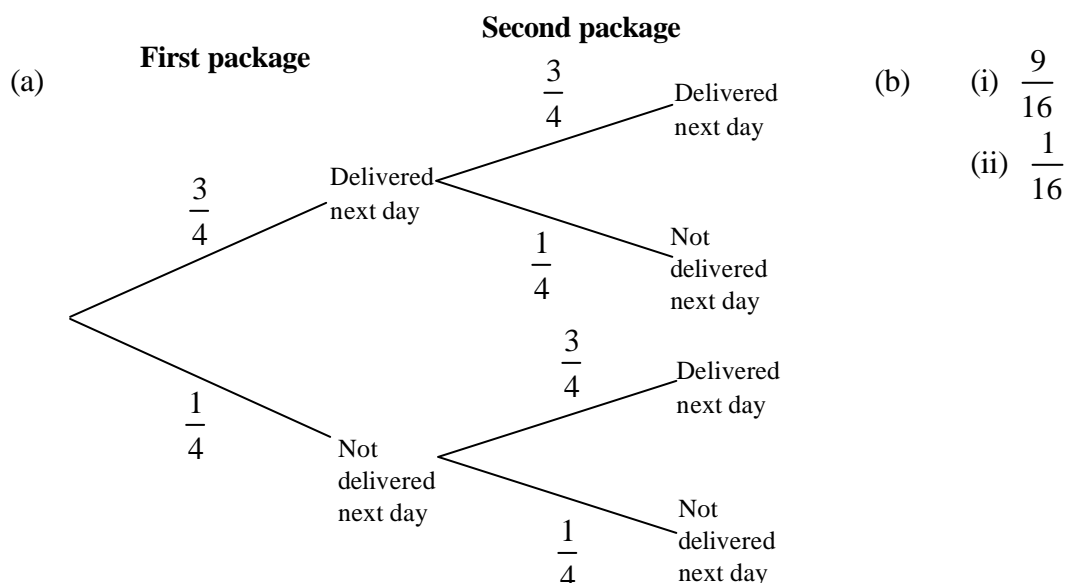 Second package
First package
(a)
(b)
(i) 9/16
(ii) 1/16
3/4
Delivered
next day
3/4
Delivered
next day
1/4
Not
delivered
next day
1/4
Not
delivered
next day
3/4
Delivered
next day
1/4
Not
delivered
next day